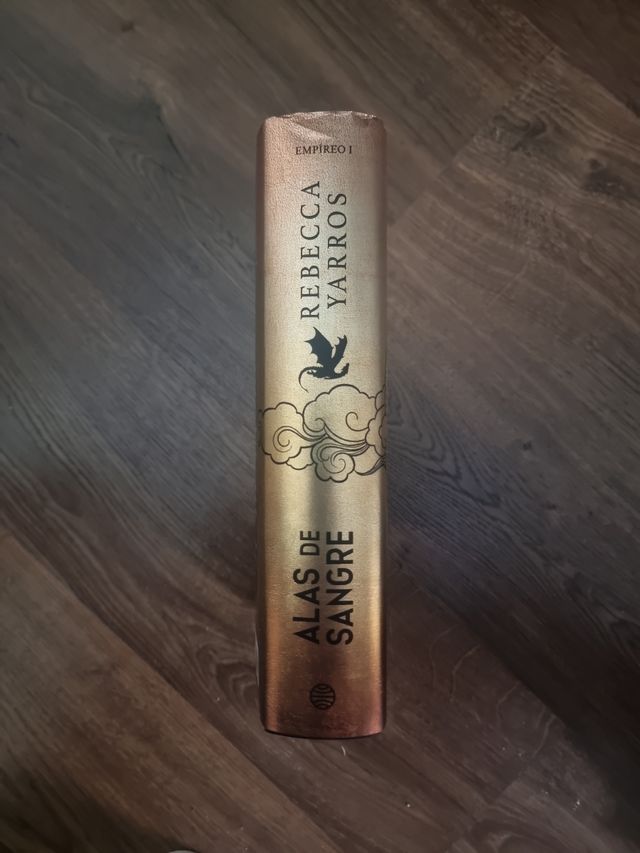 EMPÍREO I
REBECCA
YARROS
ALAS DE
SANGRE